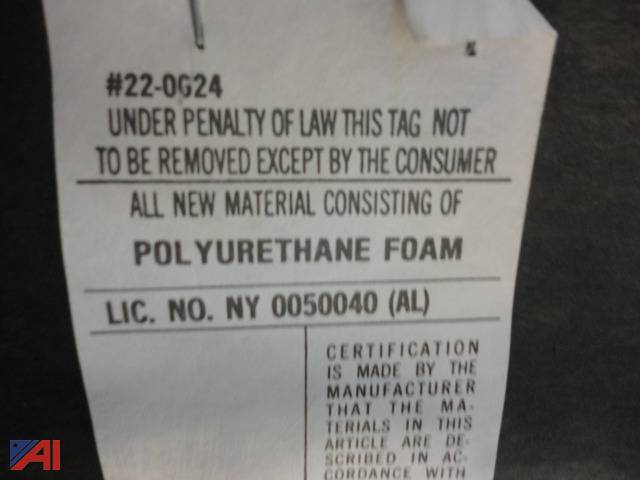 #22-0G24
UNDER PENALTY OF LAW THIS TAG NOT
TO BE REMOVED EXCEPT BY THE CONSUMER
ALL NEW MATERIAL CONSISTING OF
POLYURETHANE FOAM
LIC. NO. NY 0050040 (AL)
CERTIFICATION
IS MADE BY THE
MANUFACTURER
THAT THE MA-
TERIALS IN THIS
ARTICLE ARE DE-
SCRIBED IN AC-
CORDANCE WITH
AI